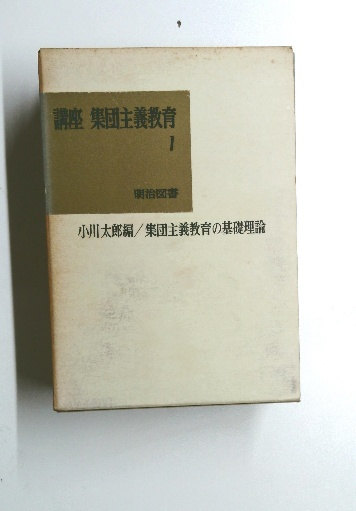 講座 集団主義教育
1
明治図書
小川太郎編/集団主義教育の基礎理論